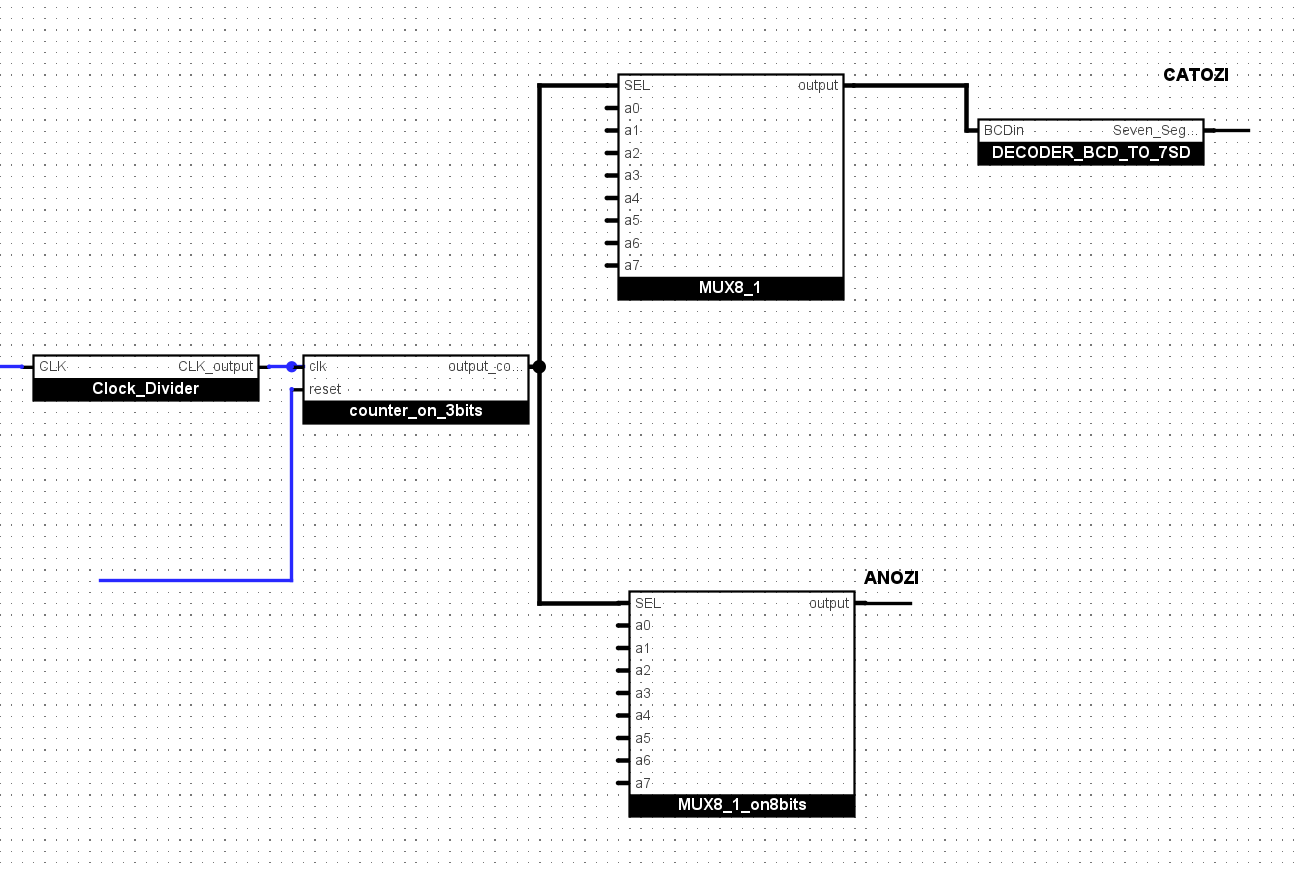 CATOZI
SEL output
a0
a1
a2
a3
a4
a5
a6
a7
MUX8_1
BCDin Seven_Seg...
DECODER_BCD_TO_7SD
CLK CLK_output
Clock_Divider
clk output_co...
reset
counter_on_3bits
ANOZI
SEL output
a0
a1
a2
a3
a4
a5
a6
a7
MUX8_1_on8bits